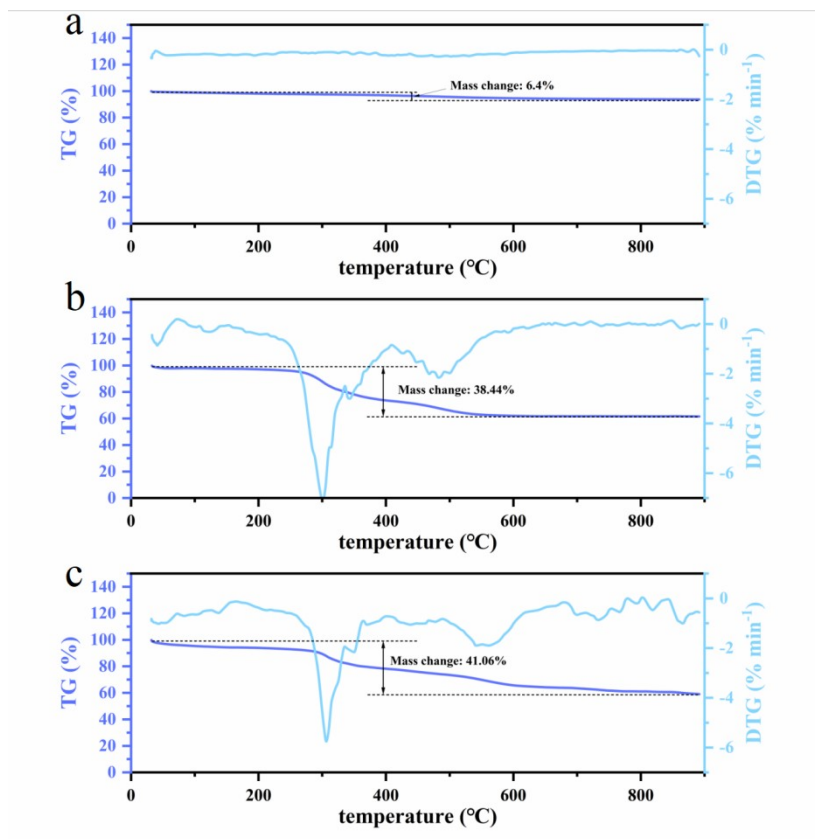 a
140
120
100
80
60
40
20
0
TG (%)
Mass change: 6.4%
0
-2
-4
-6
DTG (% min⁻¹)
0 200 400 600 800
temperature (°C)
b
140
120
100
80
60
40
20
0
TG (%)
Mass change: 38.44%
0
-2
-4
-6
DTG (% min⁻¹)
0 200 400 600 800
temperature (°C)
c
140
120
100
80
60
40
20
0
TG (%)
Mass change: 41.06%
0
-2
-4
-6
DTG (% min⁻¹)
0 200 400 600 800
temperature (°C)